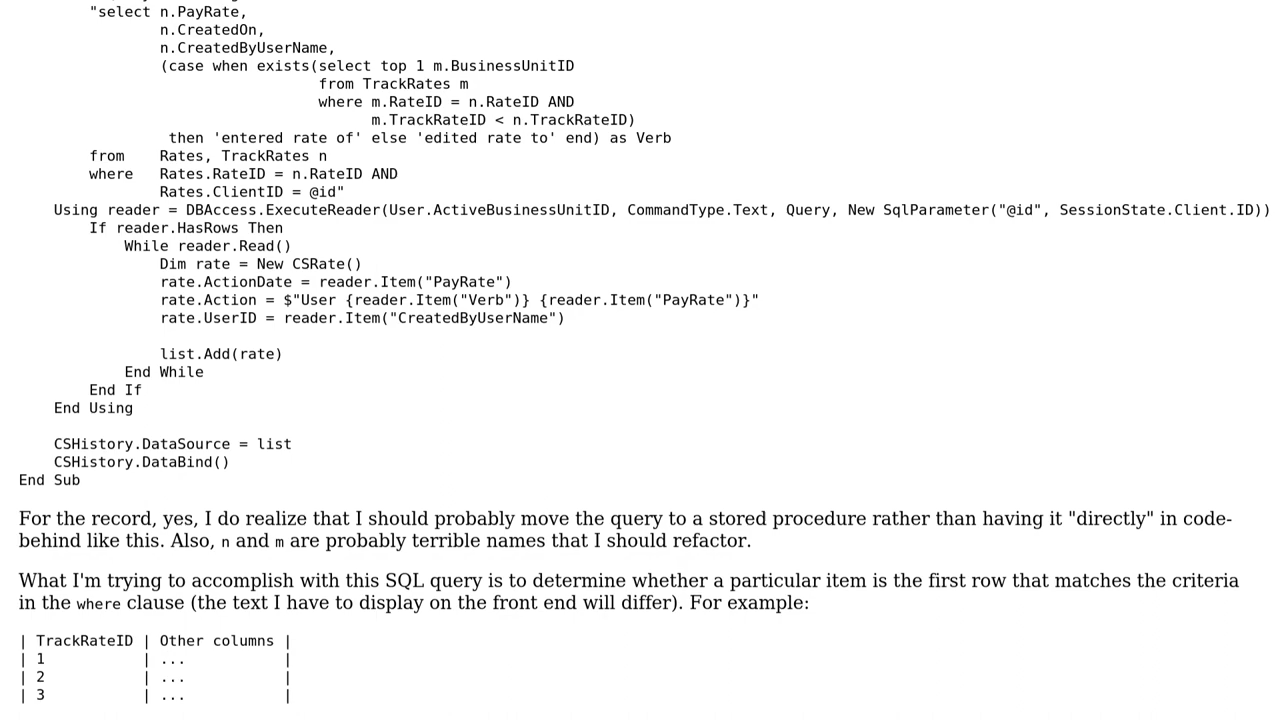 "select n.PayRate,
n.CreatedOn,
n.CreatedByUserName,
(case when exists(select top 1 m.BusinessUnitID
from TrackRates m
where m.RateID = n.RateID AND
m.TrackRateID < n.TrackRateID)
then 'entered rate of' else 'edited rate to' end) as Verb
from    Rates, TrackRates n
where   Rates.RateID = n.RateID AND
Rates.ClientID = @id"
Using reader = DBAccess.ExecuteReader(User.ActiveBusinessUnitID, CommandType.Text, Query, New SqlParameter("@id", SessionState.Client.ID))
If reader.HasRows Then
While reader.Read()
Dim rate = New CSRate()
rate.ActionDate = reader.Item("PayRate")
rate.Action = $"User {reader.Item("Verb")} {reader.Item("PayRate")}"
rate.UserID = reader.Item("CreatedByUserName")
list.Add(rate)
End While
End If
End Using
CSHistory.DataSource = list
CSHistory.DataBind()
End Sub
For the record, yes, I do realize that I should probably move the query to a stored procedure rather than having it "directly" in code-
behind like this. Also, n and m are probably terrible names that I should refactor.
What I'm trying to accomplish with this SQL query is to determine whether a particular item is the first row that matches the criteria
in the where clause (the text I have to display on the front end will differ). For example:
| TrackRateID | Other columns |
| 1           | ...           |
| 2           | ...           |
| 3           | ...           |